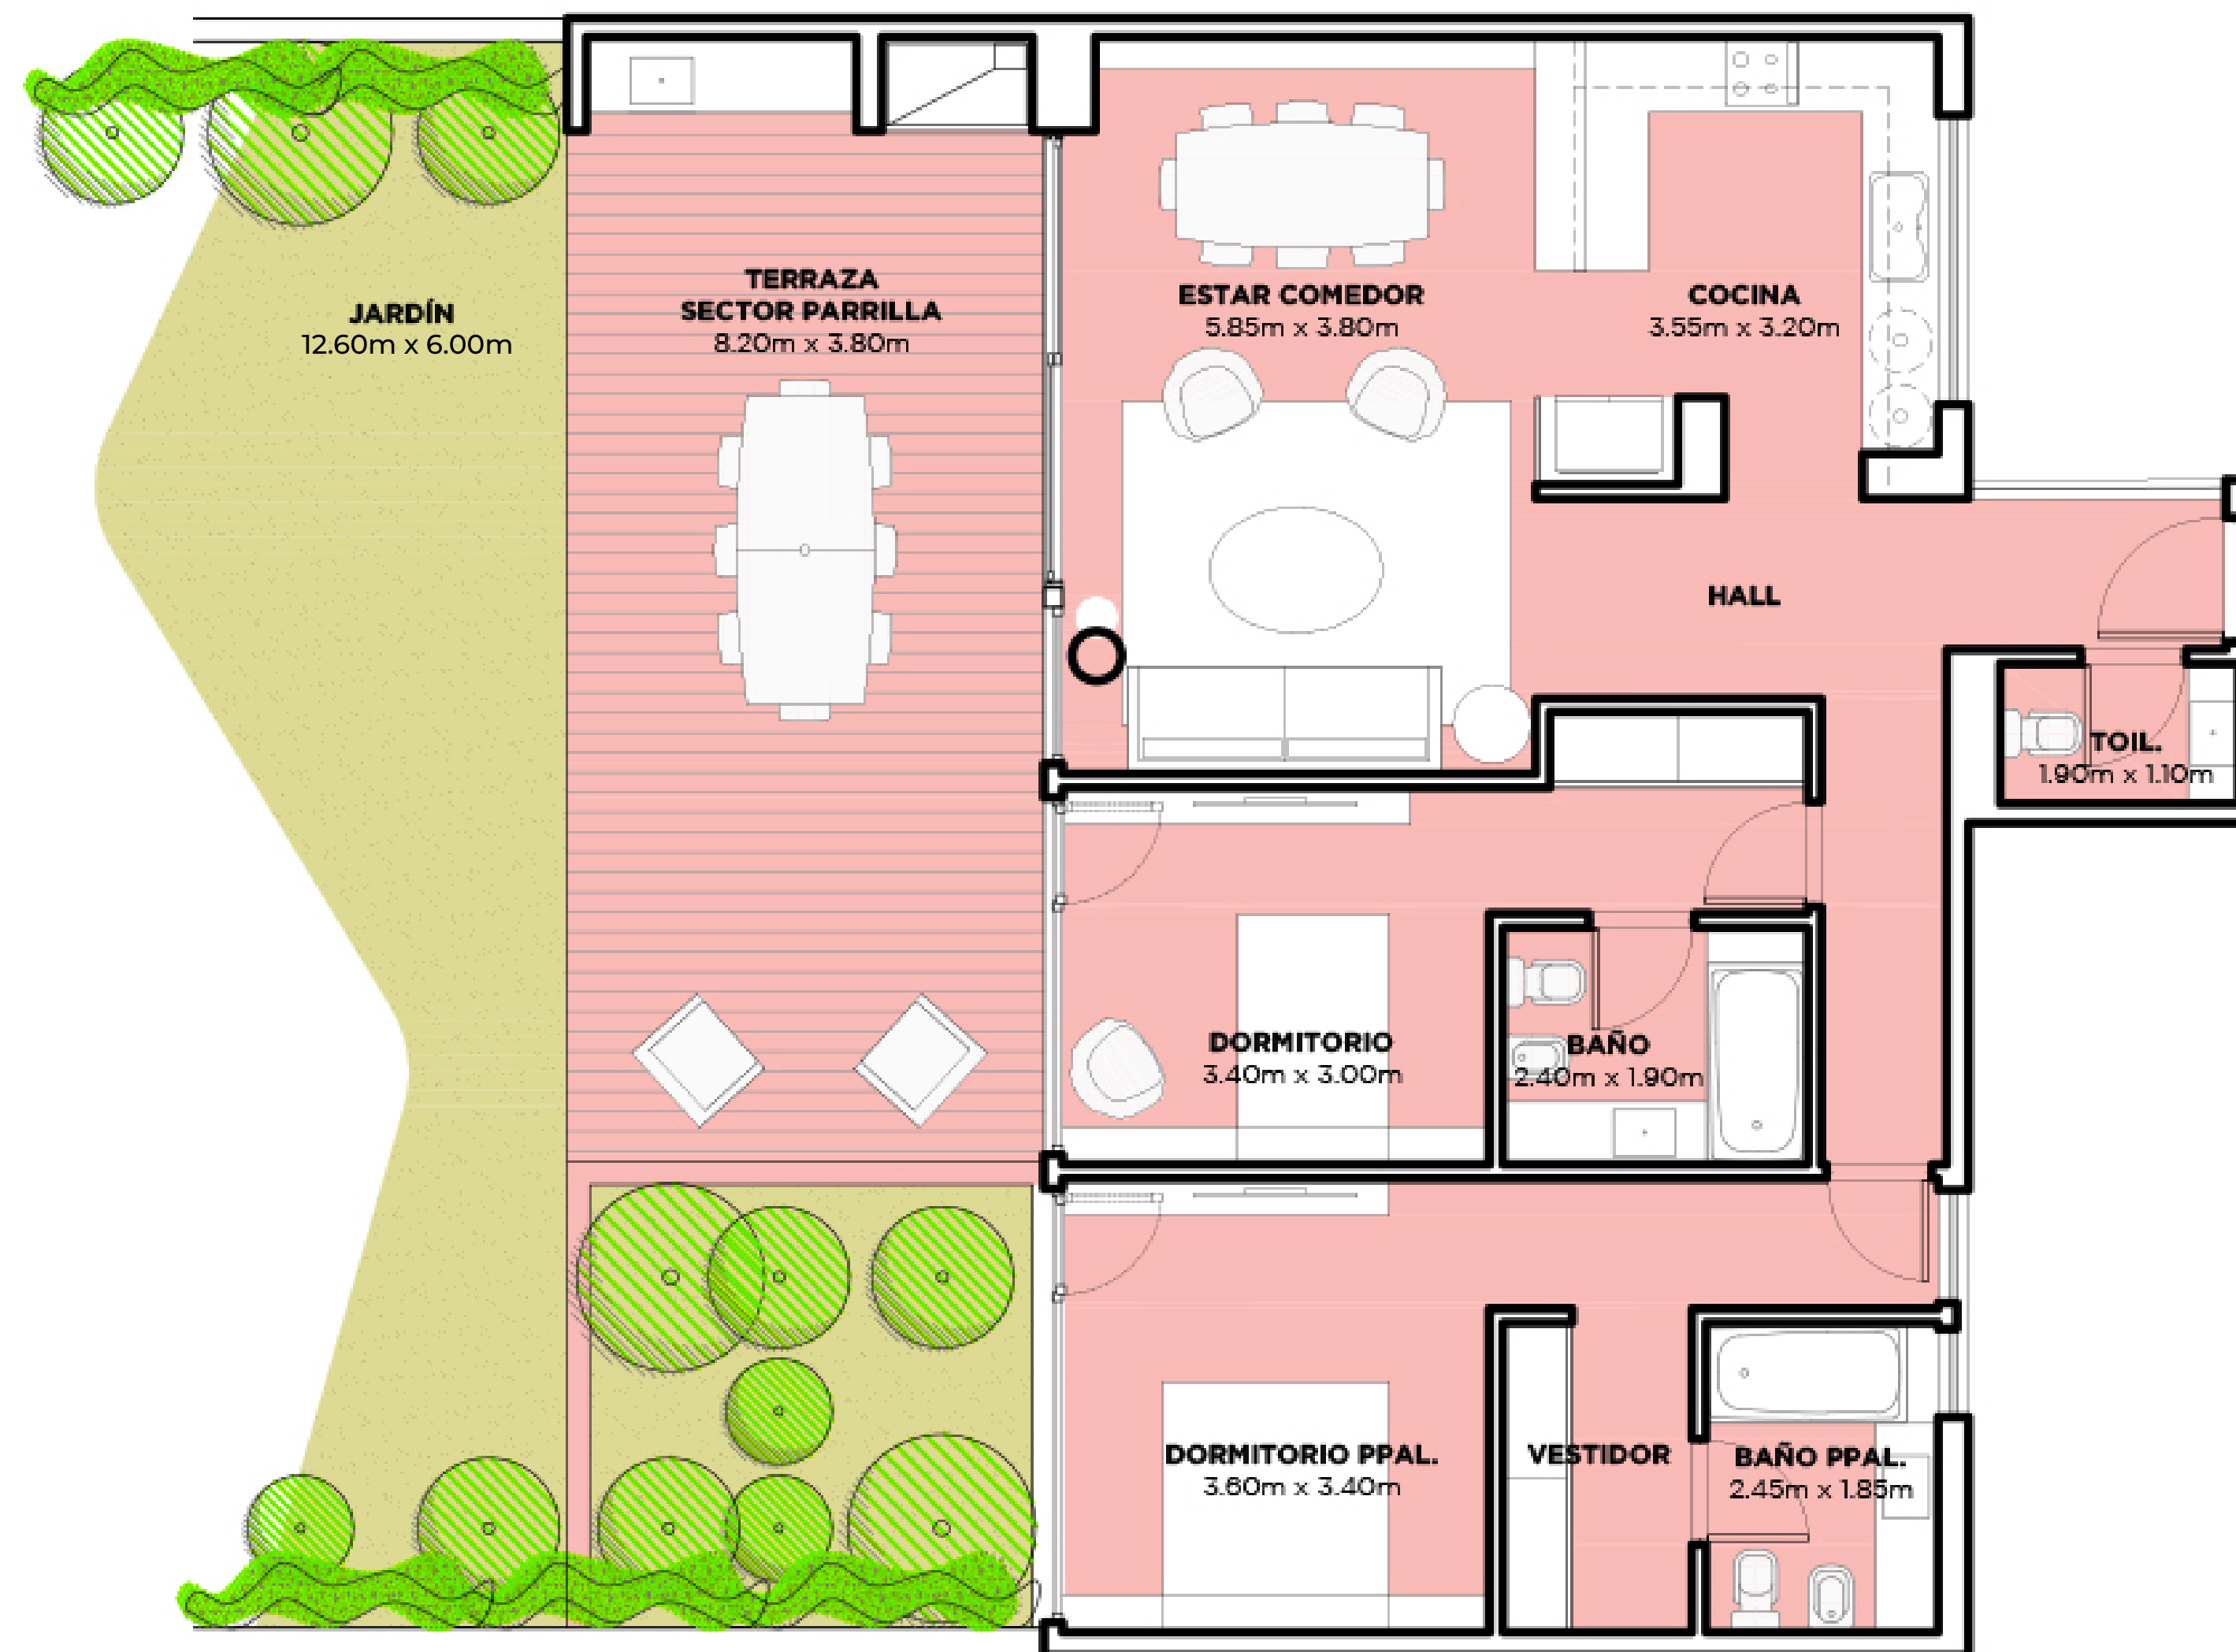 JARDÍN
12.60m x 6.00m
TERRAZA
SECTOR PARRILLA
8.20m x 3.80m
ESTAR COMEDOR
5.85m x 3.80m
COCINA
3.55m x 3.20m
HALL
TOIL.
1.90m x 1.10m
DORMITORIO
3.40m x 3.00m
BAÑO
2.40m x 1.90m
DORMITORIO PPAL.
3.60m x 3.40m
VESTIDOR
BAÑO PPAL.
2.45m x 1.85m